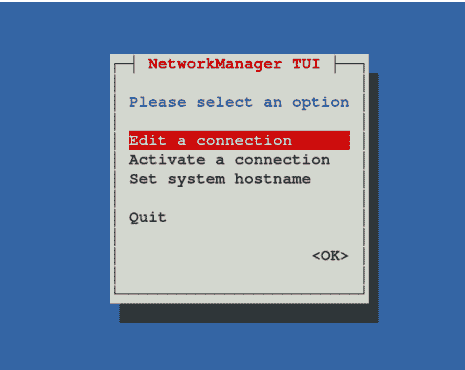 NetworkManager TUI
Please select an option
Edit a connection
Activate a connection
Set system hostname
Quit
<OK>